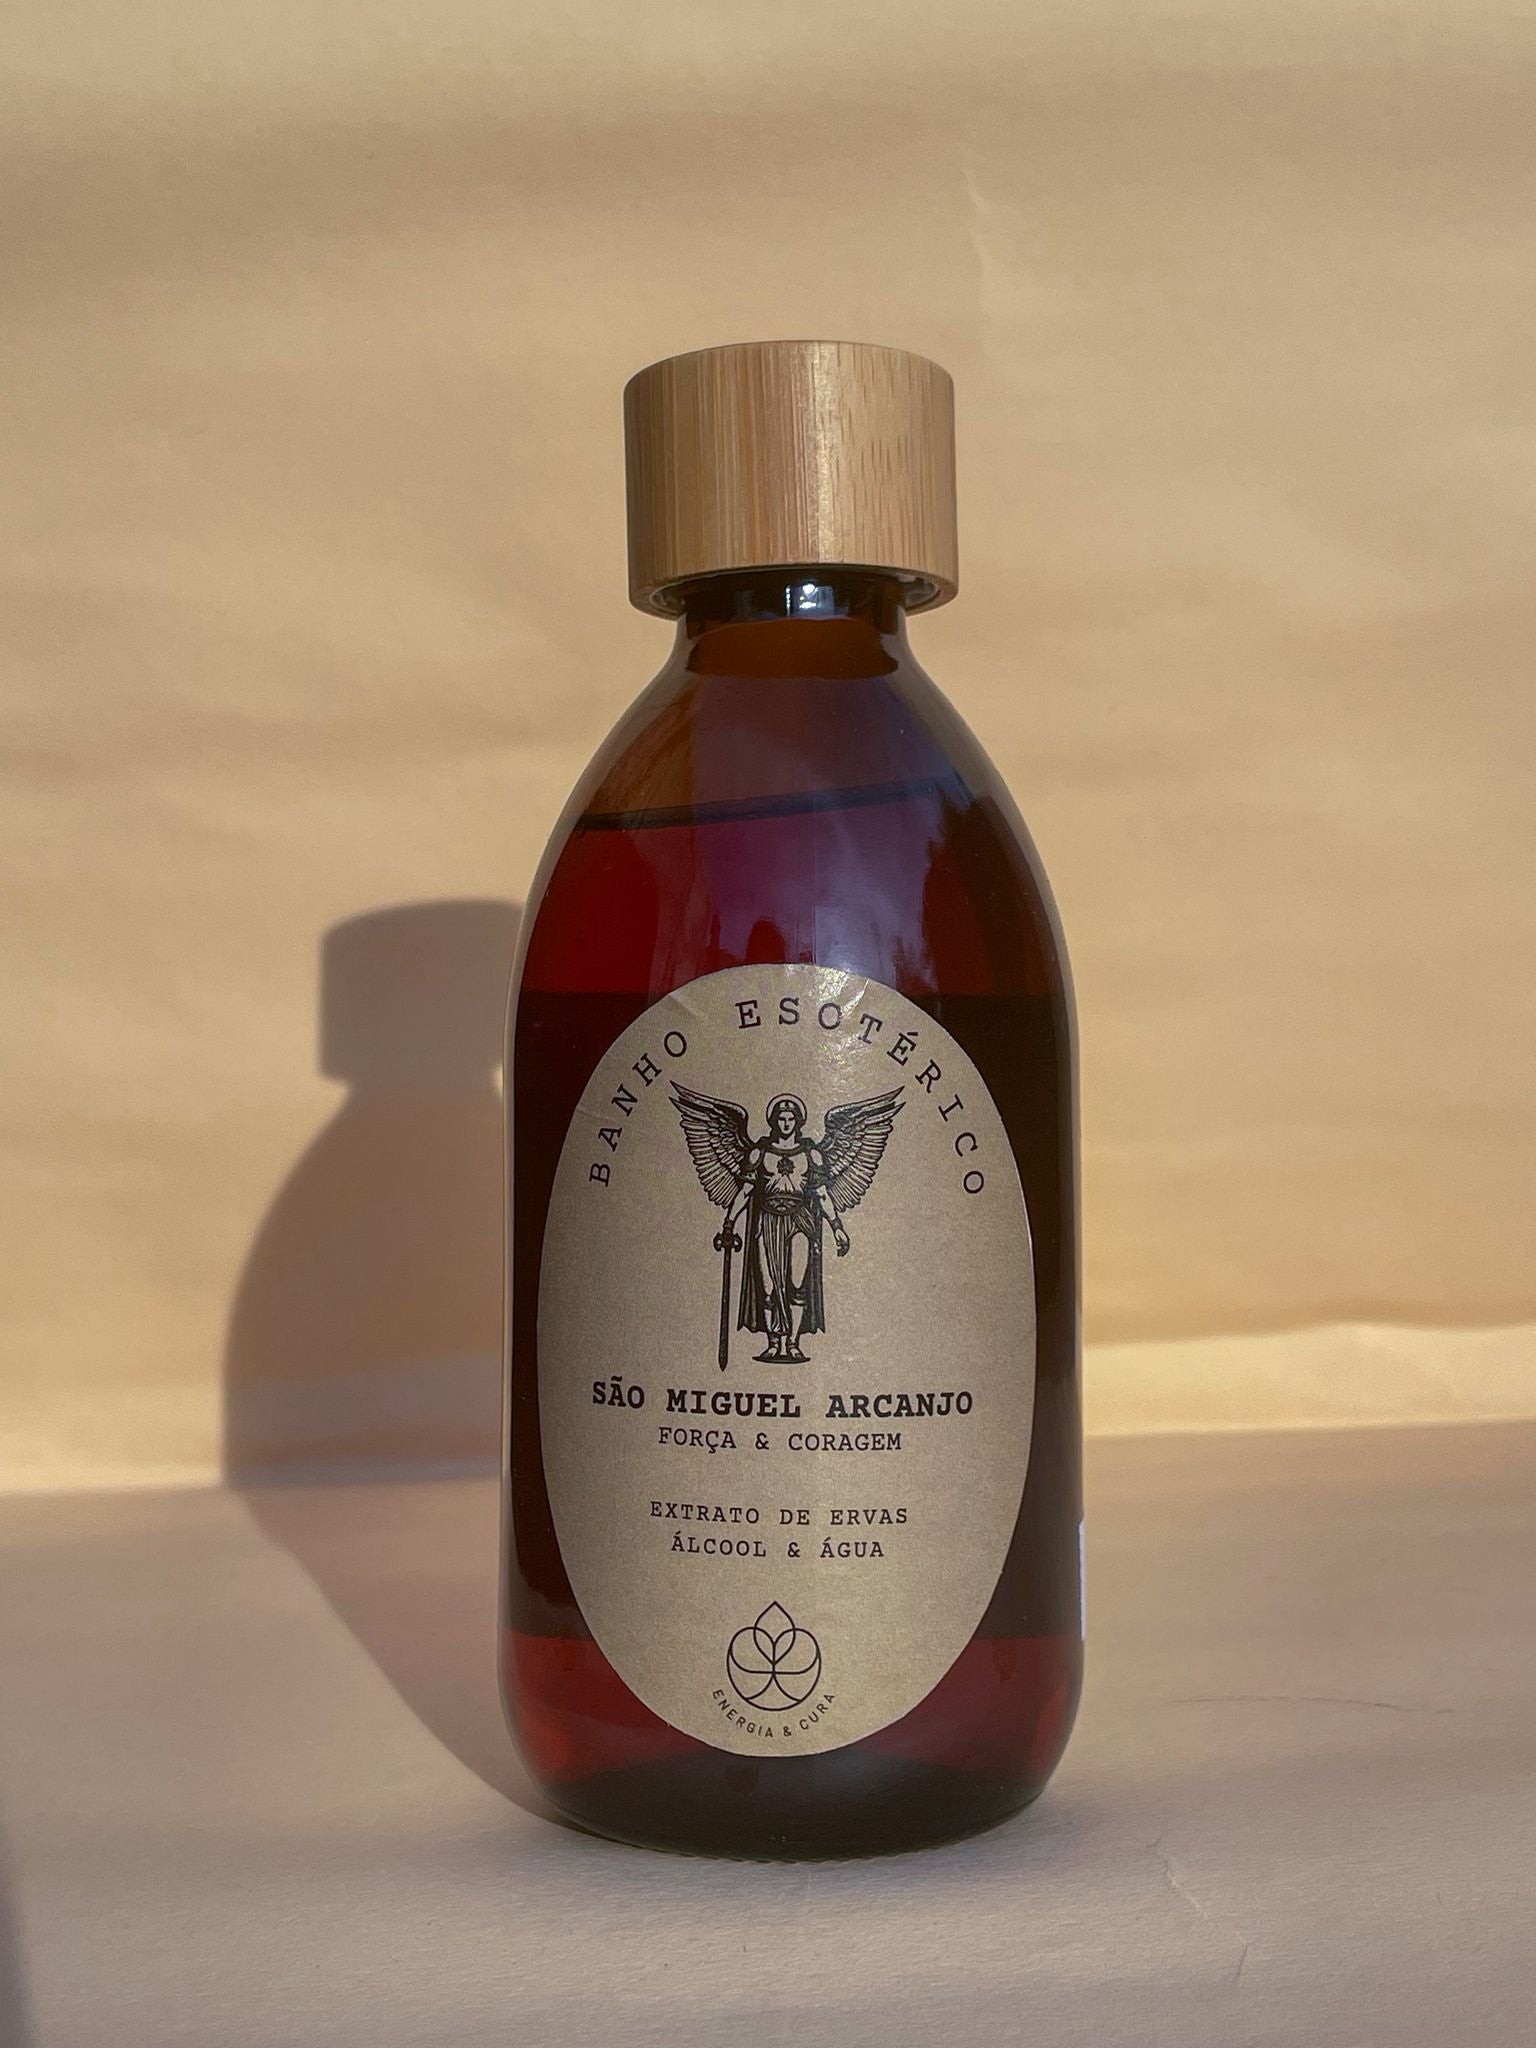 BANHO ESOTÉRICO
SÃO MIGUEL ARCANJO
FORÇA & CORAGEM
EXTRATO DE ERVAS
ÁLCOOL & ÁGUA
ENERGIA & CURA